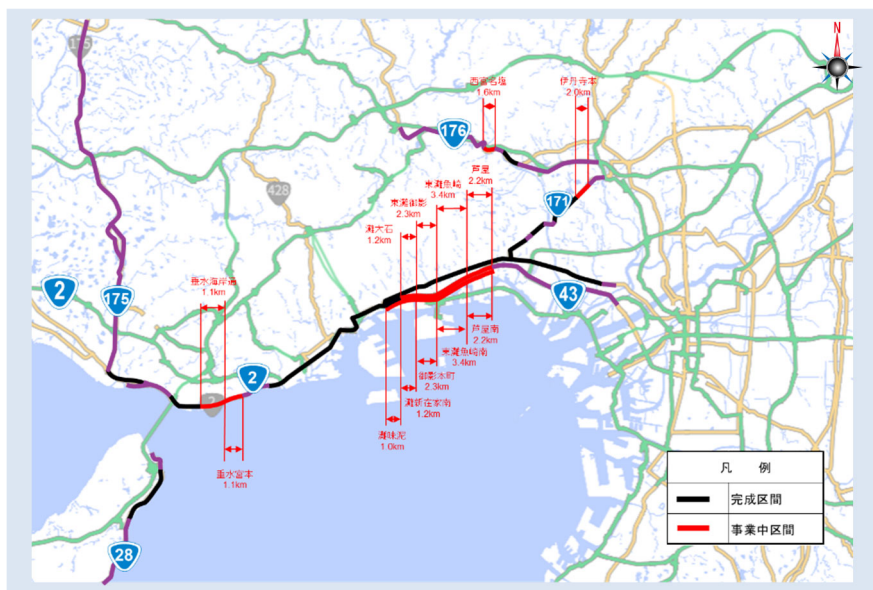 N
175
西宮名塩
1.6km
伊丹寺本
2.0km
176
428
芦屋
2.2km
東灘魚崎
3.4km
東灘御影
2.3km
灘大石
1.2km
171
垂水海岸通
1.1km
2
175
43
2
芦屋南
2.2km
東灘魚崎南
3.4km
御影本町
2.3km
灘新在家南
1.2km
灘味泥
1.0km
2
垂水宮本
1.1km
28
凡 例
完成区間
事業中区間